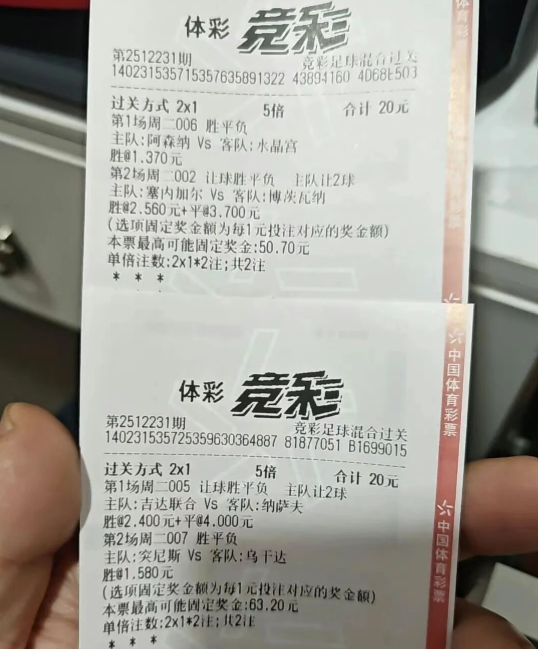 体彩 竞彩
第2512231期 竞彩足球混合过关
140231535715357635891322 43894160 4D68E503
过关方式 2x1 5倍 合计 20元
第1场周二006 胜平负
主队:阿森纳 Vs 客队:水晶宫
胜@1.370元
第2场周二002 让球胜平负 主队让2球
主队:塞内加尔 Vs 客队:博茨瓦纳
胜@2.560元+平@3.700元
(选项固定奖金额为每1元投注对应的奖金额)
本票最高可能固定奖金:50.70元
单倍注数:2x1*2注;共2注
* * *
体育彩票
体彩 竞彩
第2512231期 竞彩足球混合过关
140231535725359630364887 81877051 B1699015
过关方式 2x1 5倍 合计 20元
第1场周二005 让球胜平负 主队让2球
主队:吉达联合 Vs 客队:纳萨夫
胜@2.400元+平@4.000元
第2场周二007 胜平负
主队:突尼斯 Vs 客队:乌干达
胜@1.580元
(选项固定奖金额为每1元投注对应的奖金额)
本票最高可能固定奖金:63.20元
单倍注数:2x1*2注;共2注
* * *
中国体育彩票
中国体育彩票